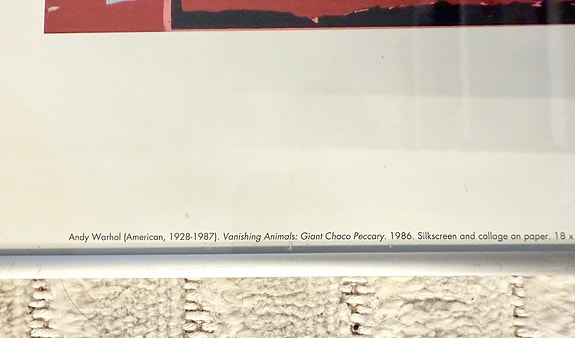 Andy Warhol (American, 1928-1987). Vanishing Animals: Giant Chaco Peccary. 1986. Silkscreen and collage on paper. 18 x